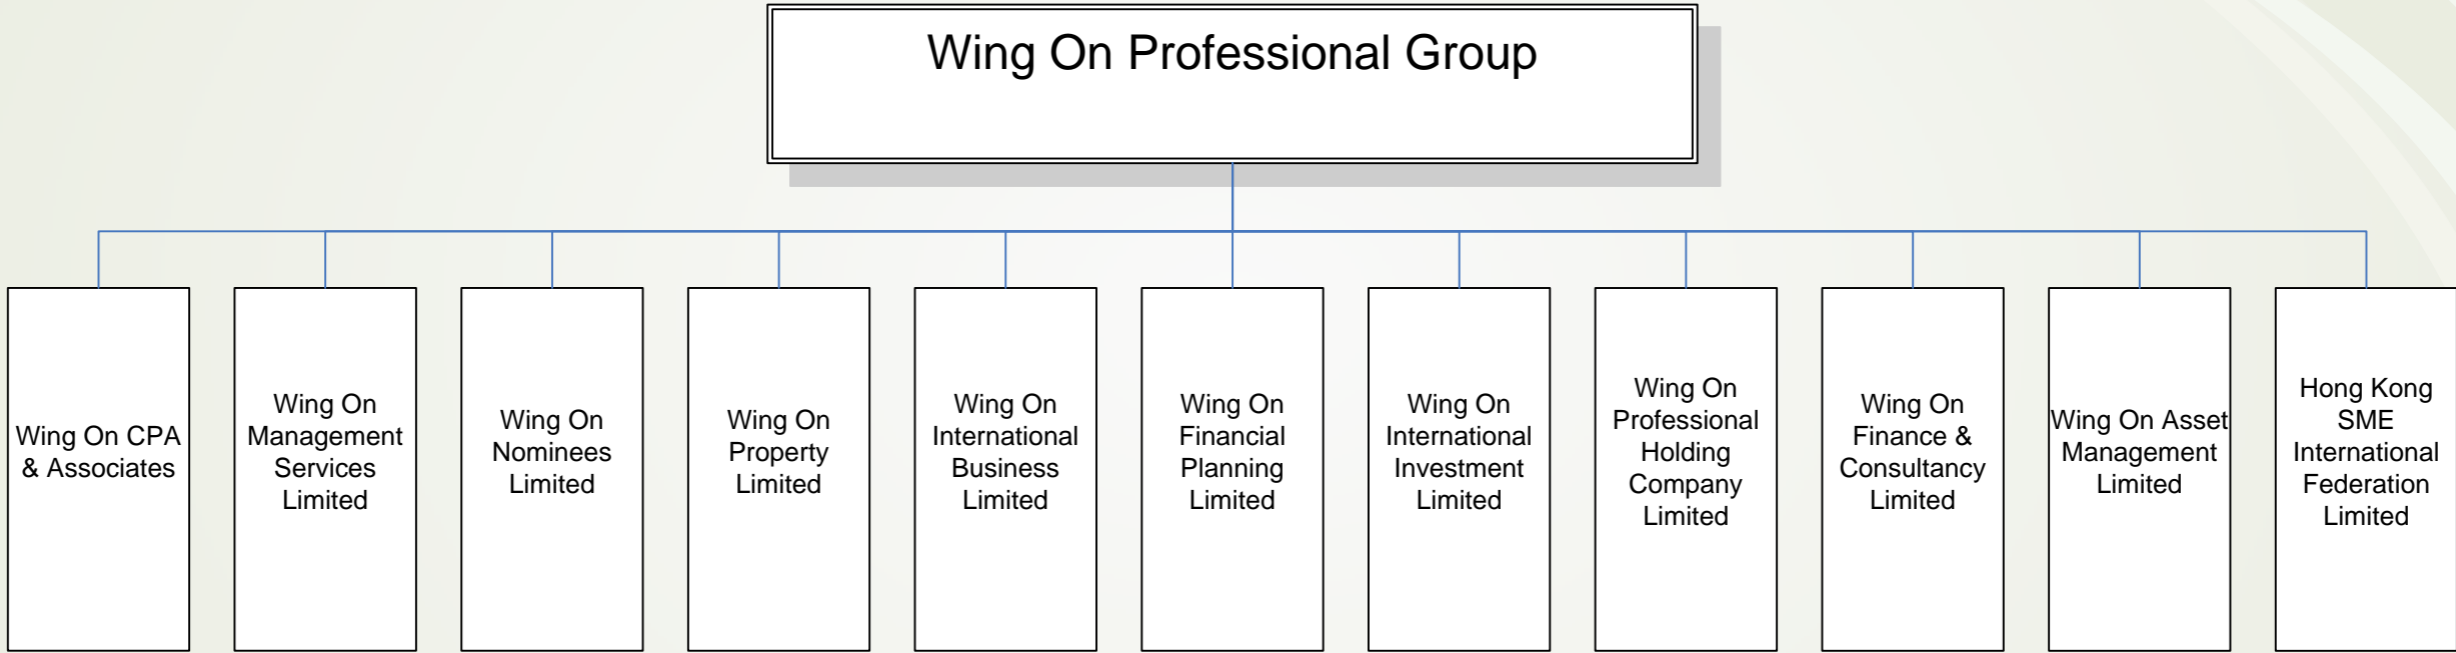 Wing On Professional Group
Wing On CPA
& Associates
Wing On
Management
Services
Limited
Wing On
Nominees
Limited
Wing On
Property
Limited
Wing On
International
Business
Limited
Wing On
Financial
Planning
Limited
Wing On
International
Investment
Limited
Wing On
Professional
Holding
Company
Limited
Wing On
Finance &
Consultancy
Limited
Wing On Asset
Management
Limited
Hong Kong
SME
International
Federation
Limited